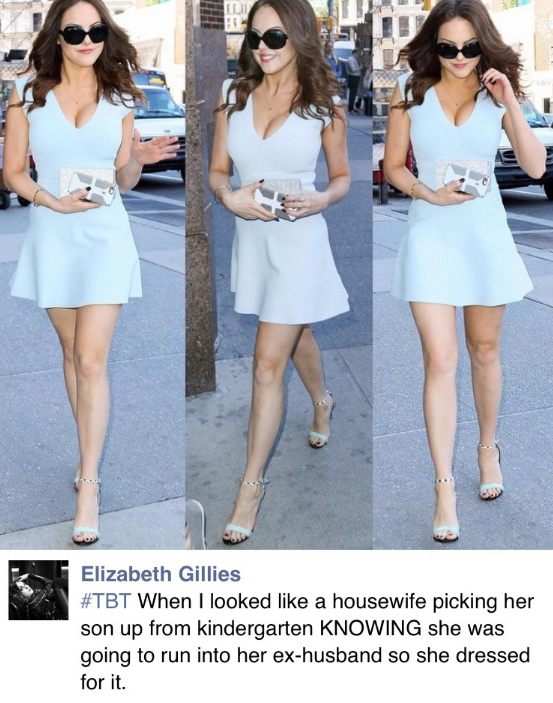 Elizabeth Gillies
#TBT When I looked like a housewife picking her
son up from kindergarten KNOWING she was
going to run into her ex-husband so she dressed
for it.